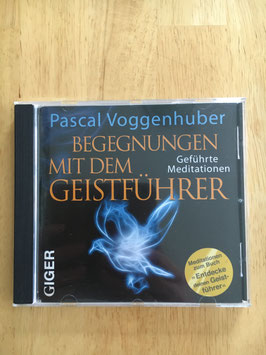 Pascal Voggenhuber
BEGEGNUNGEN
MIT DEM
Geführte
Meditationen
GEISTFÜHRER
GIGER
Meditationen
zum Buch
«Entdecke
deinen Geist-
führer»